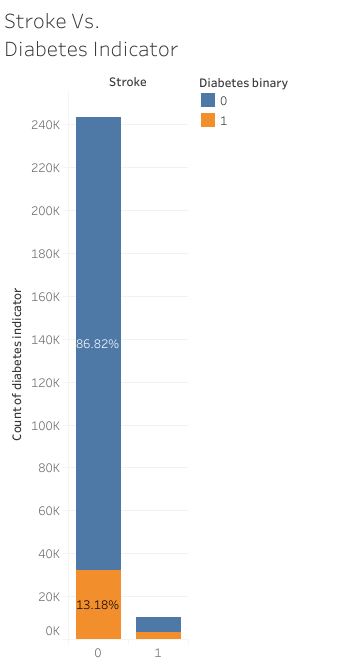 Stroke Vs.
Diabetes Indicator
Stroke
Diabetes binary
0
1
240K
220K
200K
180K
160K
140K
120K
100K
80K
60K
40K
20K
0K
Count of diabetes indicator
86.82%
13.18%
0
1